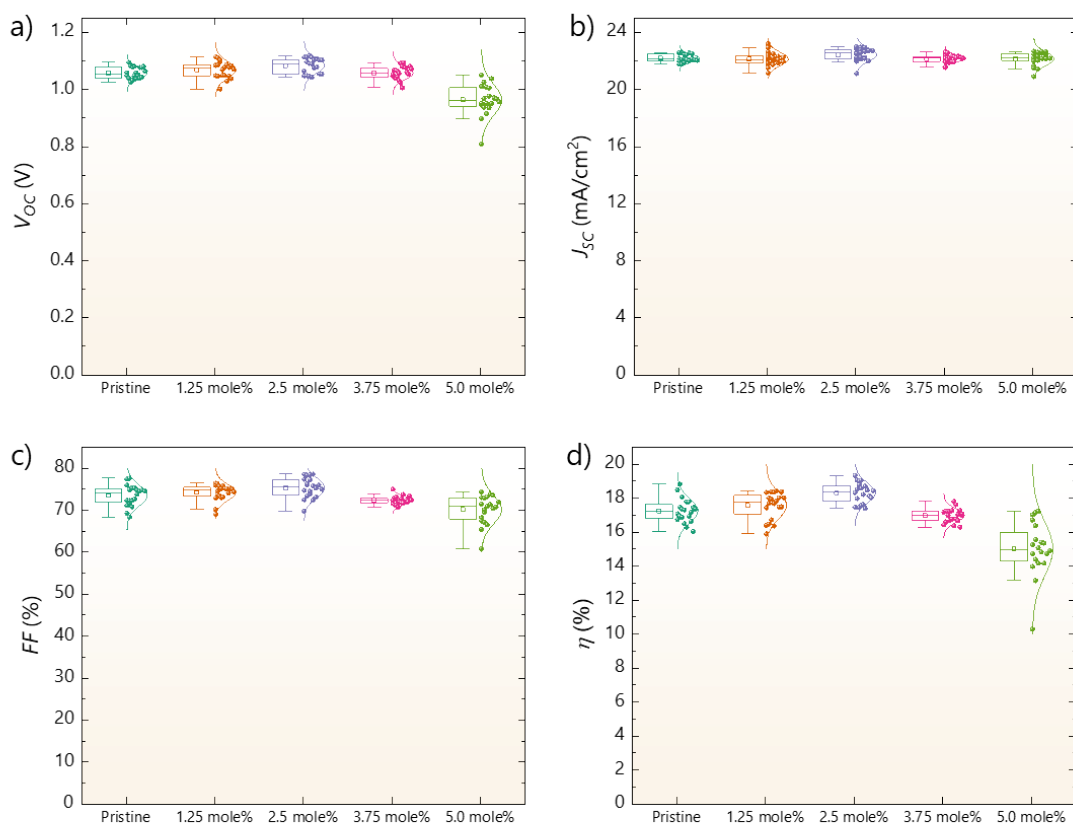 a)
1.2
1.0
0.8
0.6
0.4
0.2
0.0
V_OC (V)
Pristine 1.25 mole% 2.5 mole% 3.75 mole% 5.0 mole%
b)
24
20
16
12
8
4
0
J_SC (mA/cm²)
Pristine 1.25 mole% 2.5 mole% 3.75 mole% 5.0 mole%
c)
80
70
60
50
40
30
20
10
0
FF (%)
Pristine 1.25 mole% 2.5 mole% 3.75 mole% 5.0 mole%
d)
20
18
16
14
12
10
8
6
4
2
0
η (%)
Pristine 1.25 mole% 2.5 mole% 3.75 mole% 5.0 mole%